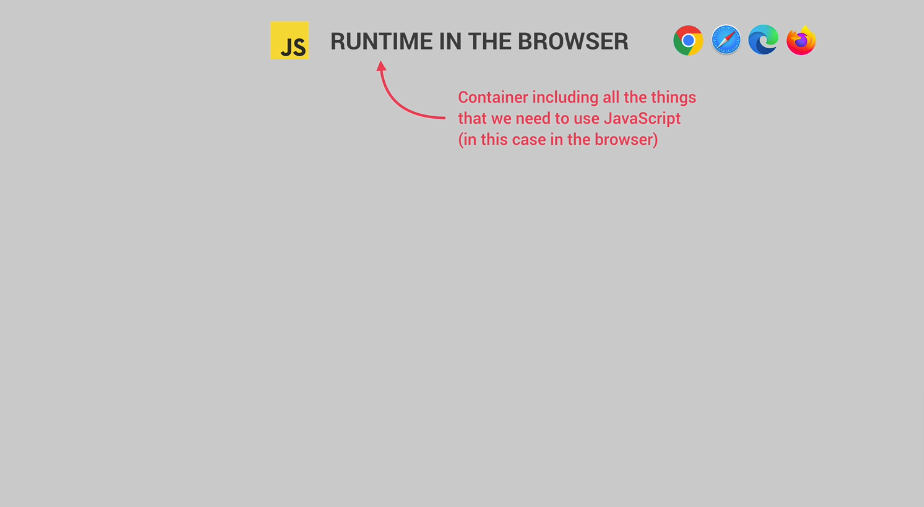 JS RUNTIME IN THE BROWSER
Container including all the things
that we need to use JavaScript
(in this case in the browser)